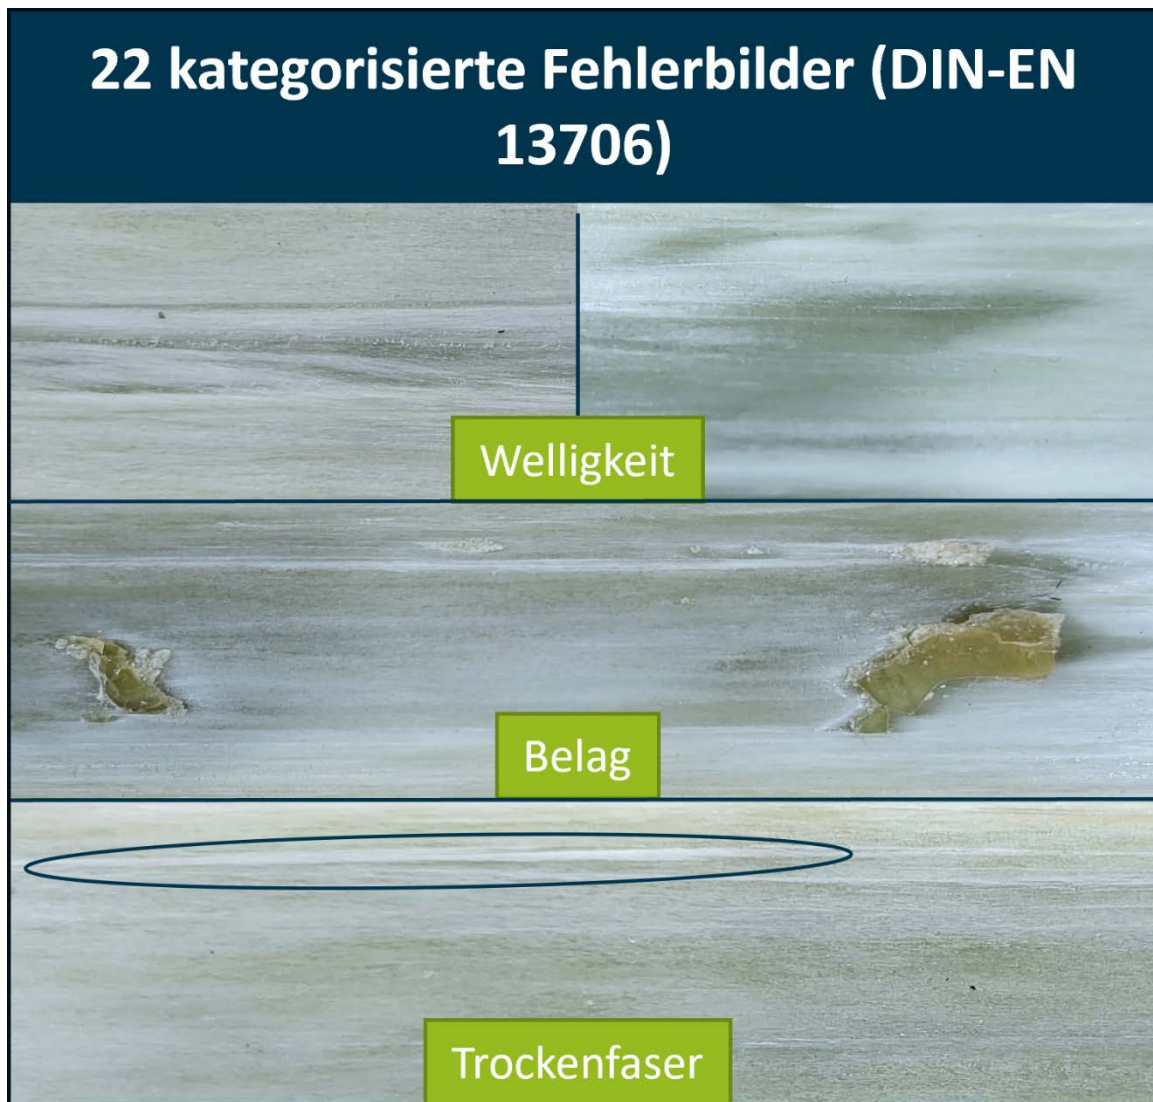 22 kategorisierte Fehlerbilder (DIN-EN
13706)
Welligkeit
Belag
Trockenfaser